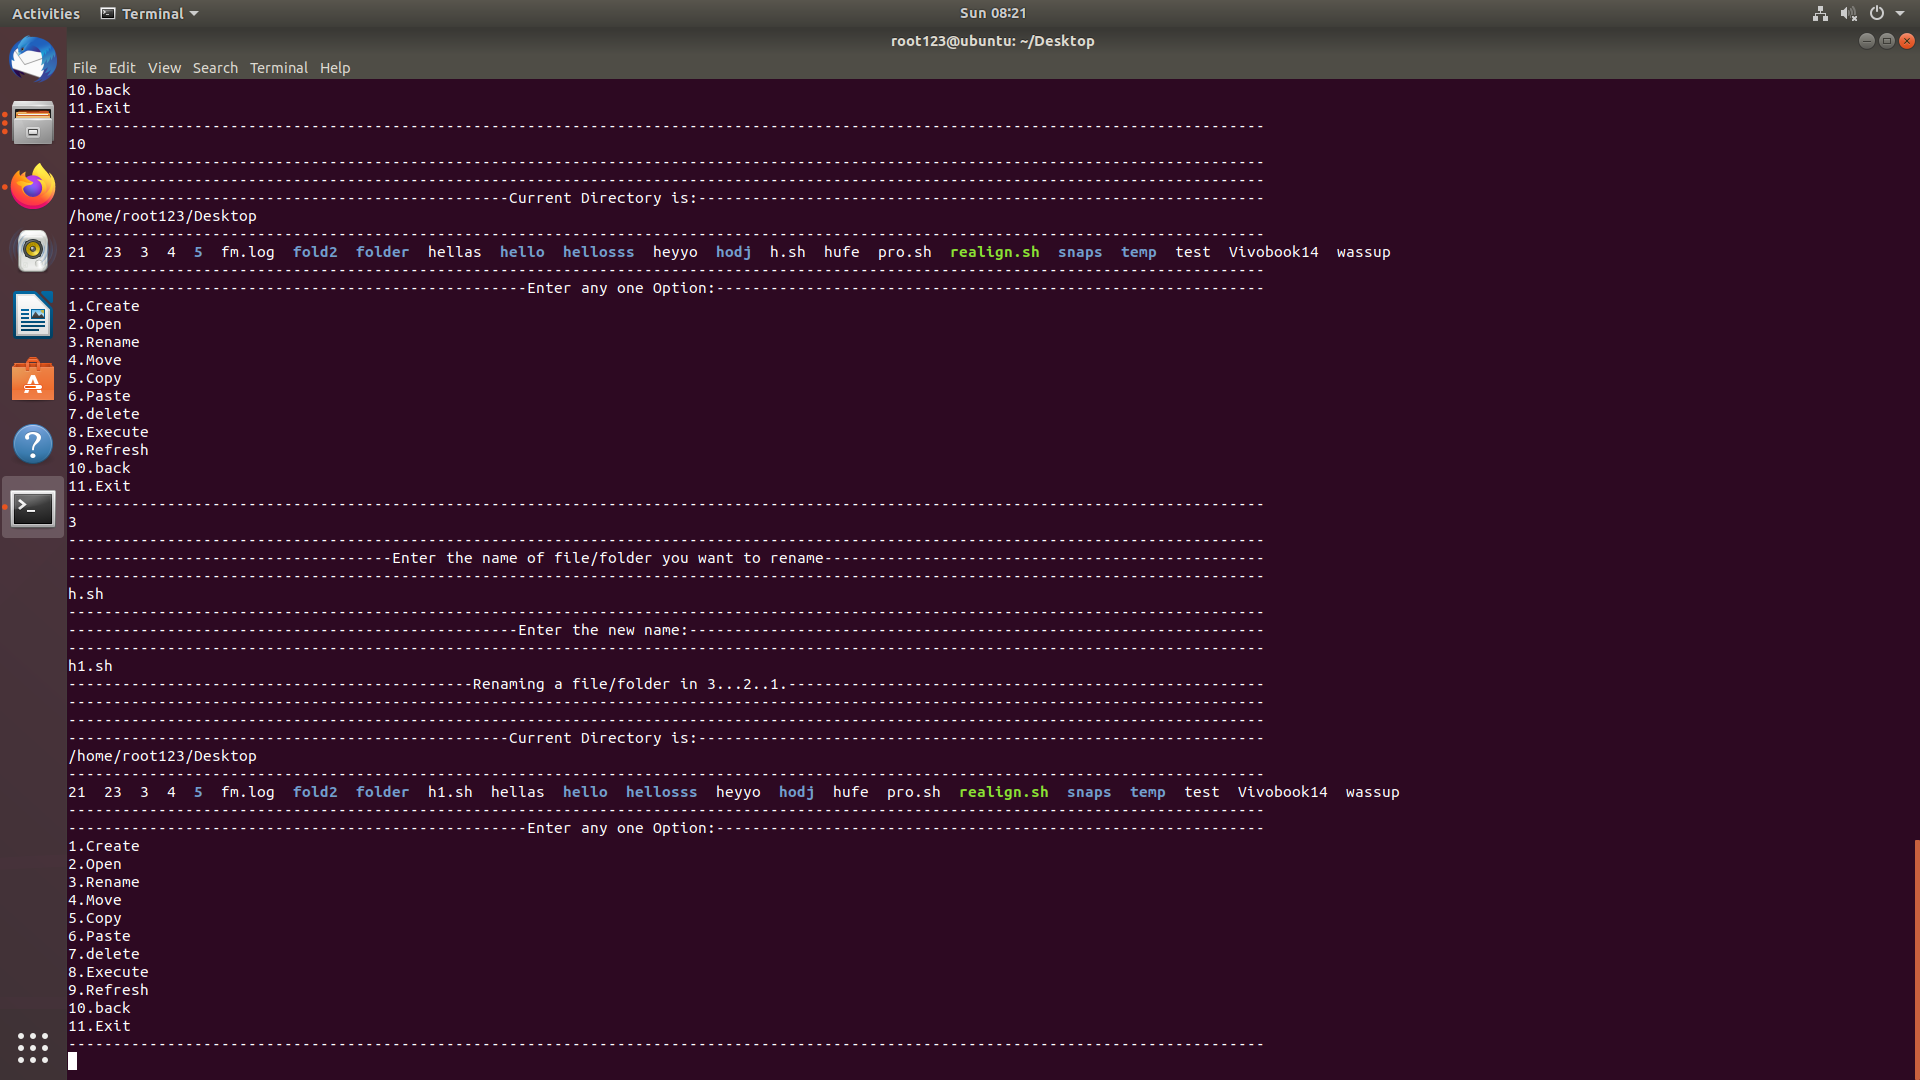 Activities Terminal Sun 08:21
root123@ubuntu: ~/Desktop
File Edit View Search Terminal Help
10.back
11.Exit
-------------------------------------------------------------------------------------------------------------------------------------
10
-------------------------------------------------------------------------------------------------------------------------------------
-------------------------------------------------------------------------------------------------------------------------------------
-------------------------------------------------Current Directory is:---------------------------------------------------------------
/home/root123/Desktop
-------------------------------------------------------------------------------------------------------------------------------------
21  23  3  4  5  fm.log  fold2  folder  hellas  hello  hellosss  heyyo  hodj  h.sh  hufe  pro.sh  realign.sh  snaps  temp  test  Vivobook14  wassup
-------------------------------------------------------------------------------------------------------------------------------------
---------------------------------------------------Enter any one Option:-------------------------------------------------------------
1.Create
2.Open
3.Rename
4.Move
5.Copy
6.Paste
7.delete
8.Execute
9.Refresh
10.back
11.Exit
-------------------------------------------------------------------------------------------------------------------------------------
3
-------------------------------------------------------------------------------------------------------------------------------------
------------------------------------Enter the name of file/folder you want to rename-------------------------------------------------
-------------------------------------------------------------------------------------------------------------------------------------
h.sh
-------------------------------------------------------------------------------------------------------------------------------------
--------------------------------------------------Enter the new name:----------------------------------------------------------------
-------------------------------------------------------------------------------------------------------------------------------------
h1.sh
---------------------------------------------Renaming a file/folder in 3...2..1.-----------------------------------------------------
-------------------------------------------------------------------------------------------------------------------------------------
-------------------------------------------------------------------------------------------------------------------------------------
-------------------------------------------------Current Directory is:---------------------------------------------------------------
/home/root123/Desktop
-------------------------------------------------------------------------------------------------------------------------------------
21  23  3  4  5  fm.log  fold2  folder  h1.sh  hellas  hello  hellosss  heyyo  hodj  hufe  pro.sh  realign.sh  snaps  temp  test  Vivobook14  wassup
-------------------------------------------------------------------------------------------------------------------------------------
---------------------------------------------------Enter any one Option:-------------------------------------------------------------
1.Create
2.Open
3.Rename
4.Move
5.Copy
6.Paste
7.delete
8.Execute
9.Refresh
10.back
11.Exit
-------------------------------------------------------------------------------------------------------------------------------------